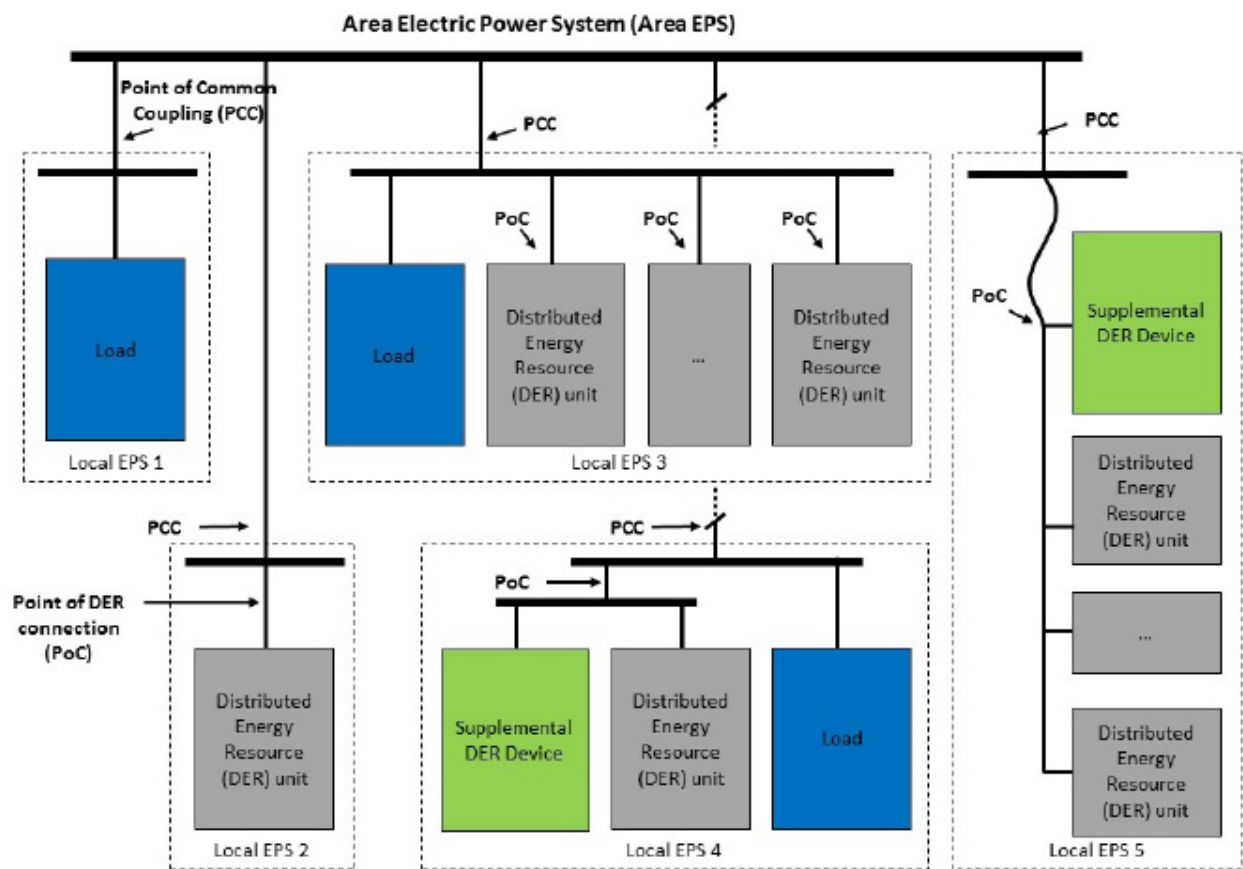 Area Electric Power System (Area EPS)
Point of Common
Coupling (PCC)
PCC
PCC
PoC
PoC
PoC
Load
Load
Distributed
Energy
Resource
(DER) unit
...
Distributed
Energy
Resource
(DER) unit
Local EPS 1
Local EPS 3
PoC
Supplemental
DER Device
Distributed
Energy
Resource
(DER) unit
...
Distributed
Energy
Resource
(DER) unit
Local EPS 5
PCC
Point of DER
connection
(PoC)
Distributed
Energy
Resource
(DER) unit
Local EPS 2
PCC
PoC
Supplemental
DER Device
Distributed
Energy
Resource
(DER) unit
Load
Local EPS 4